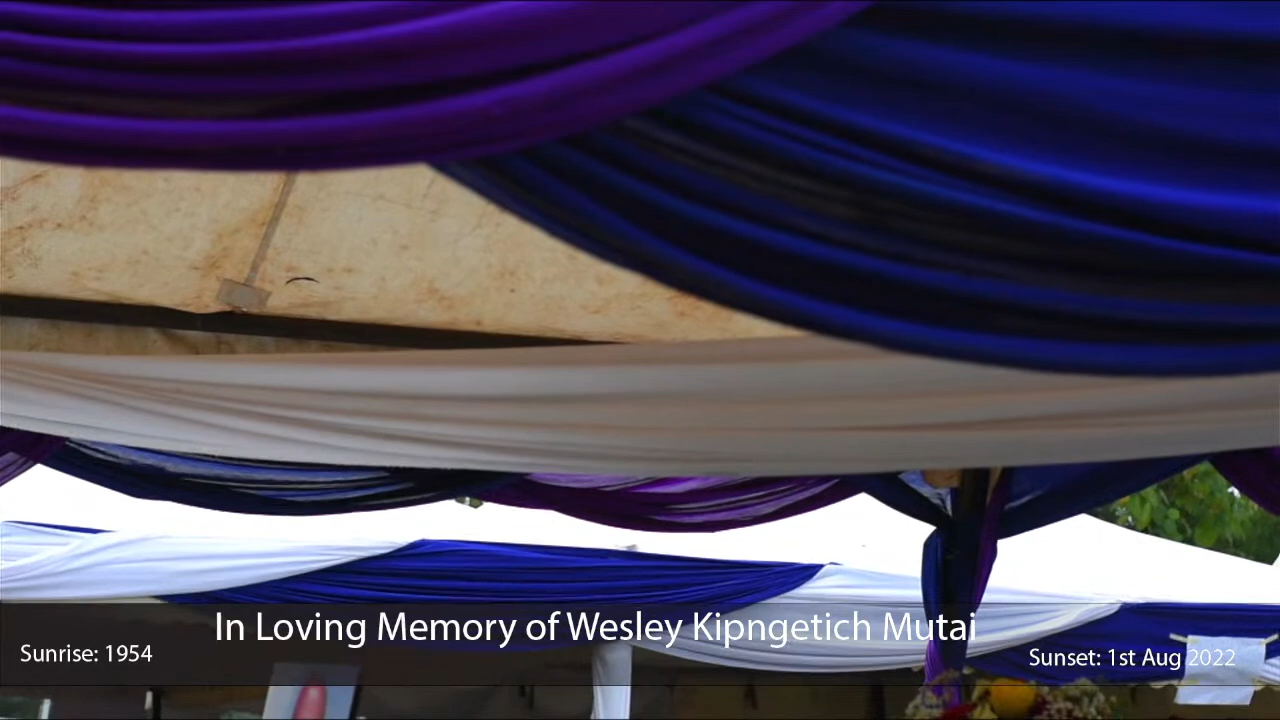 In Loving Memory of Wesley Kipngetich Mutai
Sunrise: 1954
Sunset: 1st Aug 2022